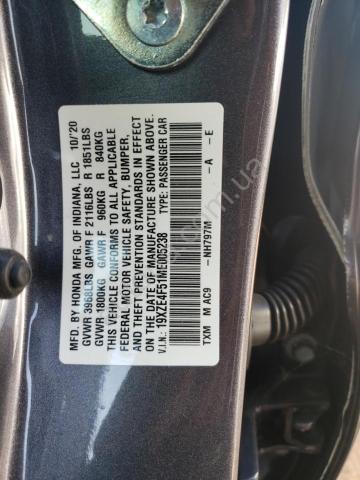 MFD. BY HONDA MFG. OF INDIANA, LLC 10/'20
GVWR 3968LBS GAWR F 2116LBS R 1851LBS
GVWR 1800KG GAWR F 960KG R 840KG
THIS VEHICLE CONFORMS TO ALL APPLICABLE
FEDERAL MOTOR VEHICLE SAFETY, BUMPER,
AND THEFT PREVENTION STANDARDS IN EFFECT
ON THE DATE OF MANUFACTURE SHOWN ABOVE.
V.I.N.: 19XZE4F51ME005238 TYPE: PASSENGER CAR
TXM M AC9 -NH797M -A -E